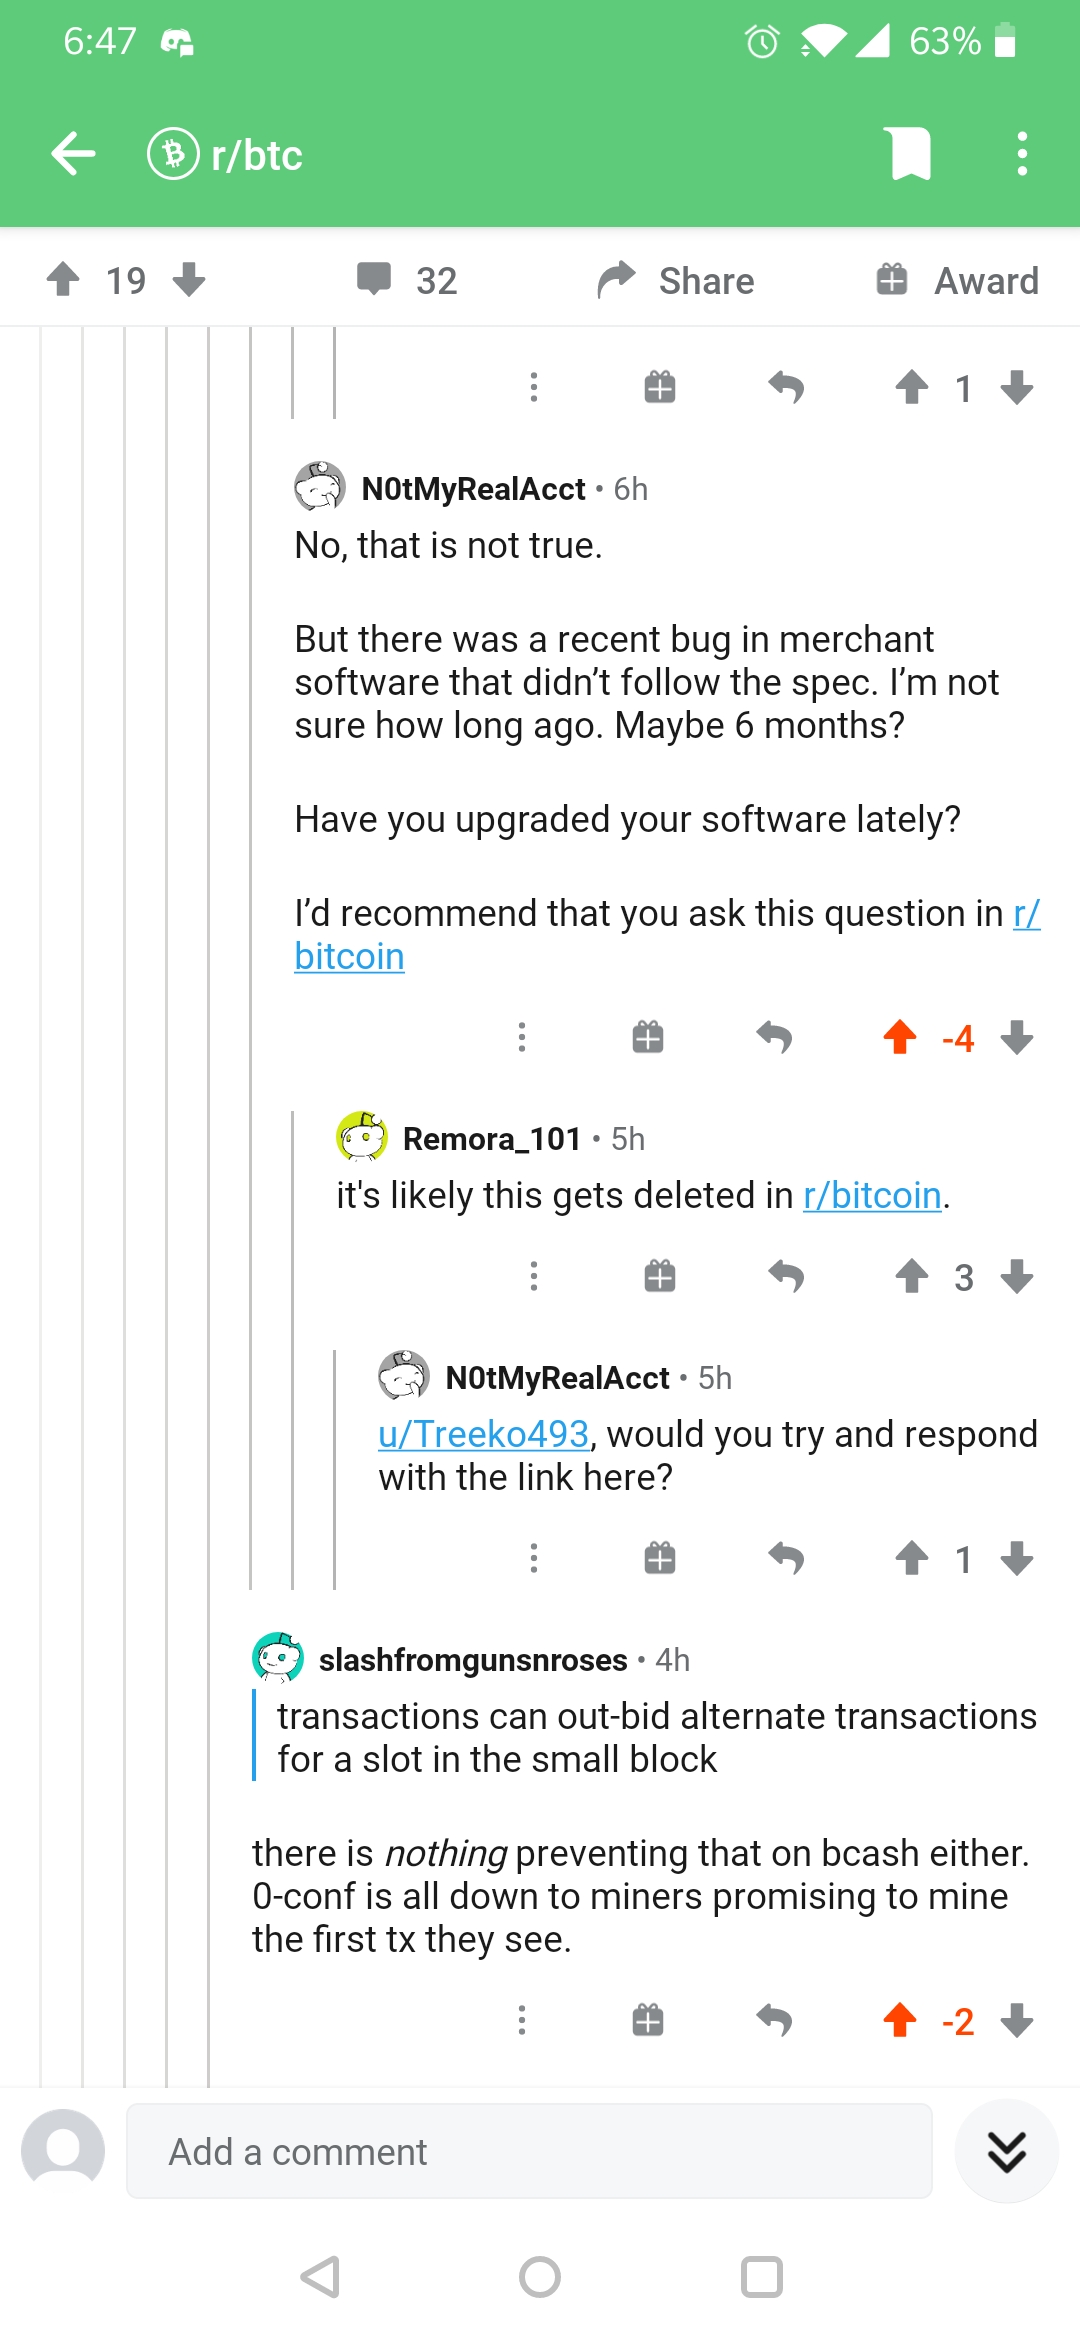 6:47
63%
r/btc
19
32
Share
Award
1
N0tMyRealAcct • 6h
No, that is not true.
But there was a recent bug in merchant
software that didn’t follow the spec. I’m not
sure how long ago. Maybe 6 months?
Have you upgraded your software lately?
I’d recommend that you ask this question in r/
bitcoin
-4
Remora_101 • 5h
it's likely this gets deleted in r/bitcoin.
3
N0tMyRealAcct • 5h
u/Treeko493, would you try and respond
with the link here?
1
slashfromgunsnroses • 4h
transactions can out-bid alternate transactions
for a slot in the small block
there is nothing preventing that on bcash either.
0-conf is all down to miners promising to mine
the first tx they see.
-2
Add a comment